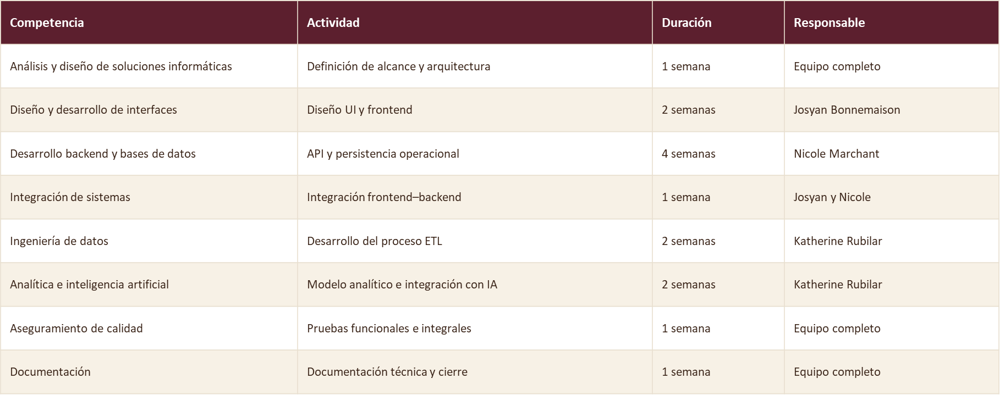 Competencia Actividad Duración Responsable
Análisis y diseño de soluciones informáticas Definición de alcance y arquitectura 1 semana Equipo completo
Diseño y desarrollo de interfaces Diseño UI y frontend 2 semanas Josyan Bonnemaison
Desarrollo backend y bases de datos API y persistencia operacional 4 semanas Nicole Marchant
Integración de sistemas Integración frontend–backend 1 semana Josyan y Nicole
Ingeniería de datos Desarrollo del proceso ETL 2 semanas Katherine Rubilar
Analítica e inteligencia artificial Modelo analítico e integración con IA 2 semanas Katherine Rubilar
Aseguramiento de calidad Pruebas funcionales e integrales 1 semana Equipo completo
Documentación Documentación técnica y cierre 1 semana Equipo completo